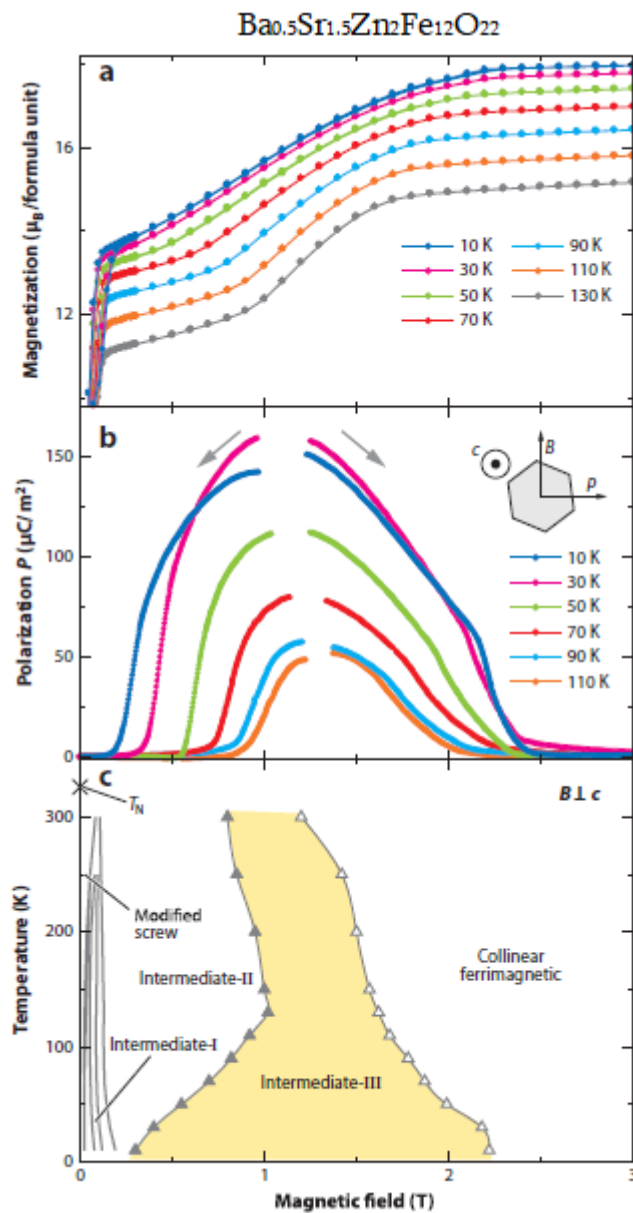 Ba0.5Sr1.5Zn2Fe12O22
a
Magnetization (μB/formula unit)
16
12
10 K
30 K
50 K
70 K
90 K
110 K
130 K
b
Polarization P (μC/m²)
150
100
50
0
c
B
P
10 K
30 K
50 K
70 K
90 K
110 K
c
B ⊥ c
TN
Temperature (K)
300
200
100
0
Modified
screw
Intermediate-II
Intermediate-I
Intermediate-III
Collinear
ferrimagnetic
0
1
2
3
Magnetic field (T)